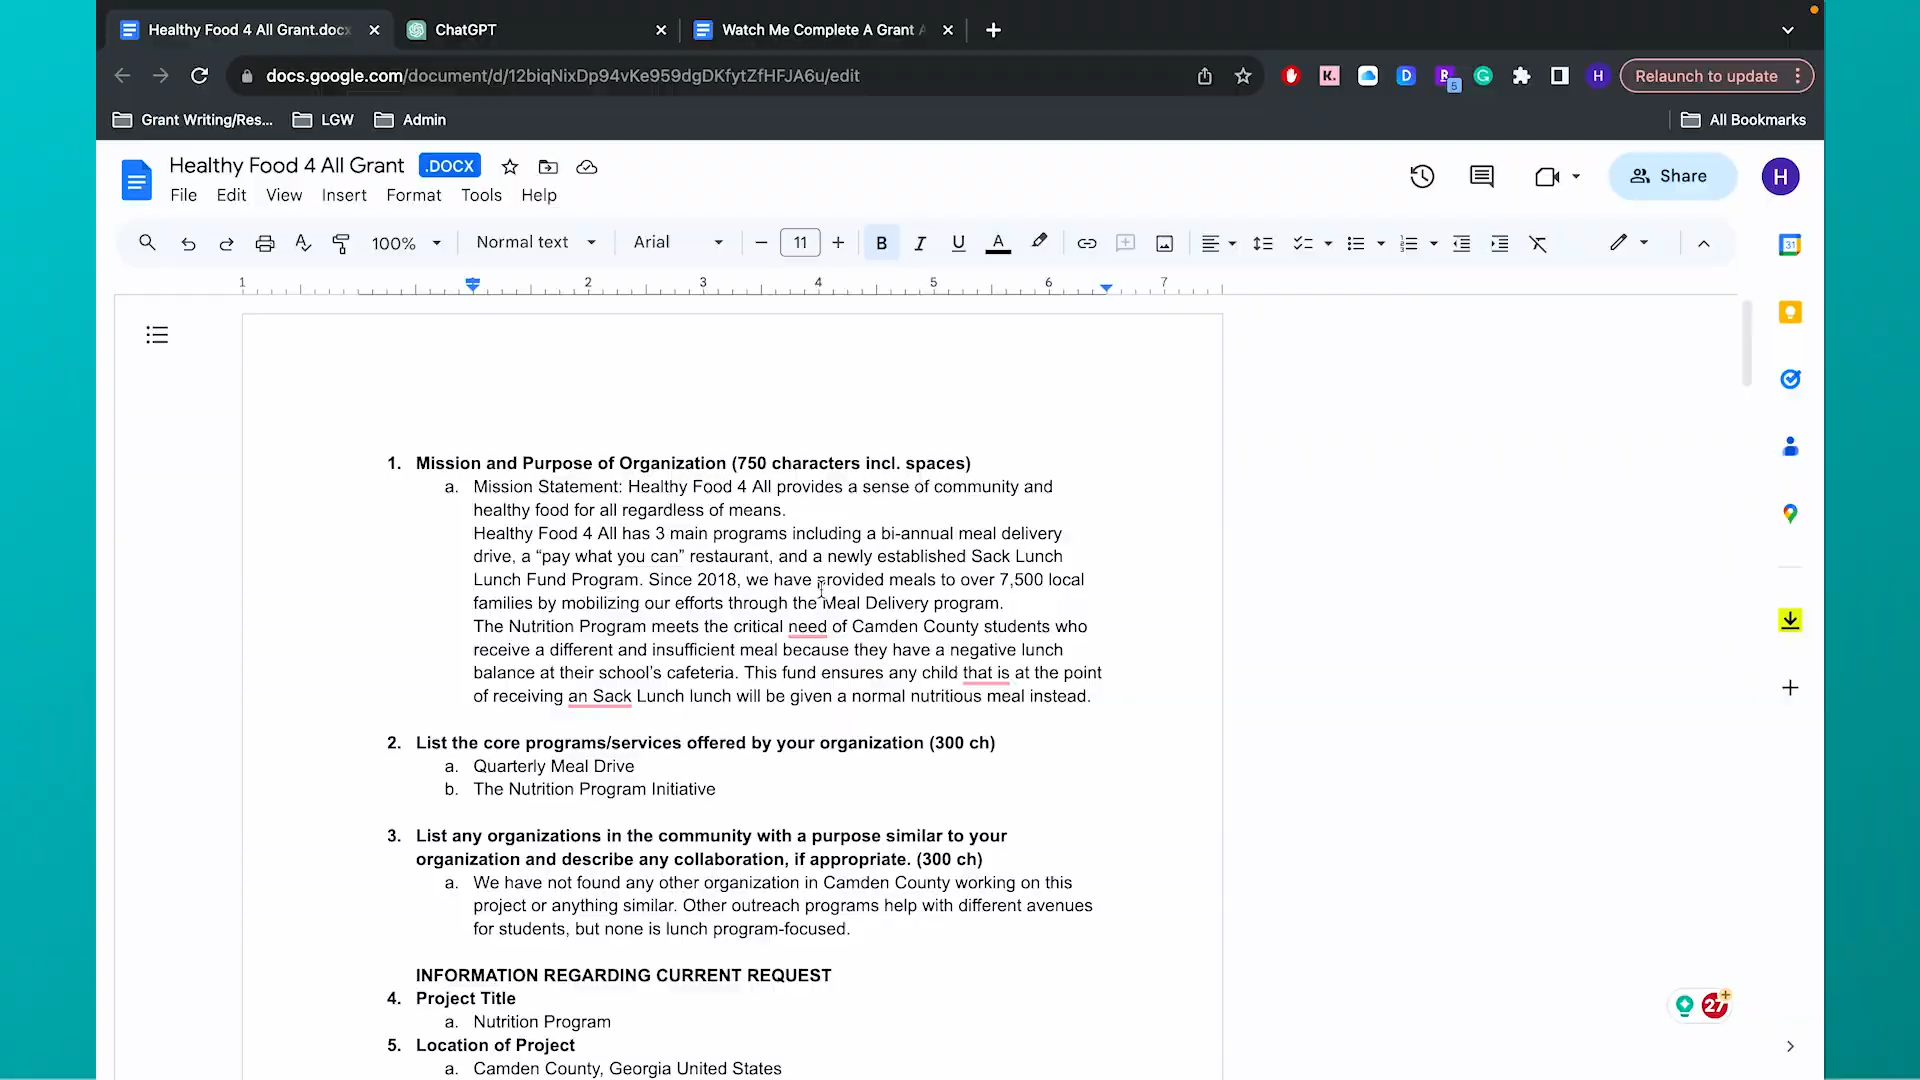 Healthy Food 4 All Grant.docx
ChatGPT
Watch Me Complete A Grant A
docs.google.com/document/d/12biqNixDp94vKe959dgDKfytZfHFJA6u/edit
K.
D
R
5
G
H
Relaunch to update
Grant Writing/Res...
LGW
Admin
All Bookmarks
Healthy Food 4 All Grant
.DOCX
File Edit View Insert Format Tools Help
Share
H
100%
Normal text
Arial
11
B I U A
31
1 2 3 4 5 6 7
1. Mission and Purpose of Organization (750 characters incl. spaces)
a. Mission Statement: Healthy Food 4 All provides a sense of community and
healthy food for all regardless of means.
Healthy Food 4 All has 3 main programs including a bi-annual meal delivery
drive, a “pay what you can” restaurant, and a newly established Sack Lunch
Lunch Fund Program. Since 2018, we have provided meals to over 7,500 local
families by mobilizing our efforts through the Meal Delivery program.
The Nutrition Program meets the critical need of Camden County students who
receive a different and insufficient meal because they have a negative lunch
balance at their school’s cafeteria. This fund ensures any child that is at the point
of receiving an Sack Lunch lunch will be given a normal nutritious meal instead.
2. List the core programs/services offered by your organization (300 ch)
a. Quarterly Meal Drive
b. The Nutrition Program Initiative
3. List any organizations in the community with a purpose similar to your
organization and describe any collaboration, if appropriate. (300 ch)
a. We have not found any other organization in Camden County working on this
project or anything similar. Other outreach programs help with different avenues
for students, but none is lunch program-focused.
INFORMATION REGARDING CURRENT REQUEST
4. Project Title
a. Nutrition Program
5. Location of Project
a. Camden County, Georgia United States
27